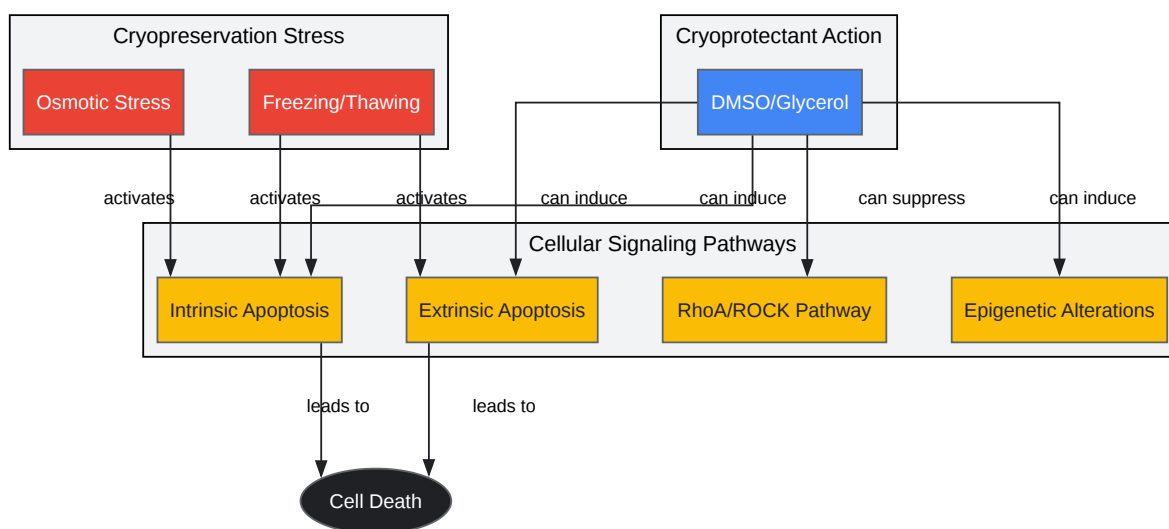 Cryopreservation Stress
Cryoprotectant Action
Osmotic Stress
Freezing/Thawing
DMSO/Glycerol
activates
activates
activates
can induce
can induce
can suppress
can induce
Cellular Signaling Pathways
Intrinsic Apoptosis
Extrinsic Apoptosis
RhoA/ROCK Pathway
Epigenetic Alterations
leads to
leads to
Cell Death